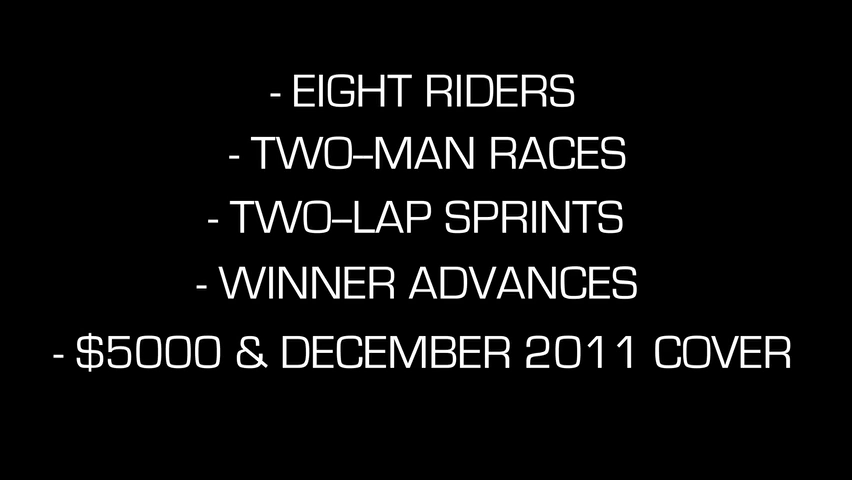 - EIGHT RIDERS
- TWO–MAN RACES
- TWO–LAP SPRINTS
- WINNER ADVANCES
- $5000 & DECEMBER 2011 COVER